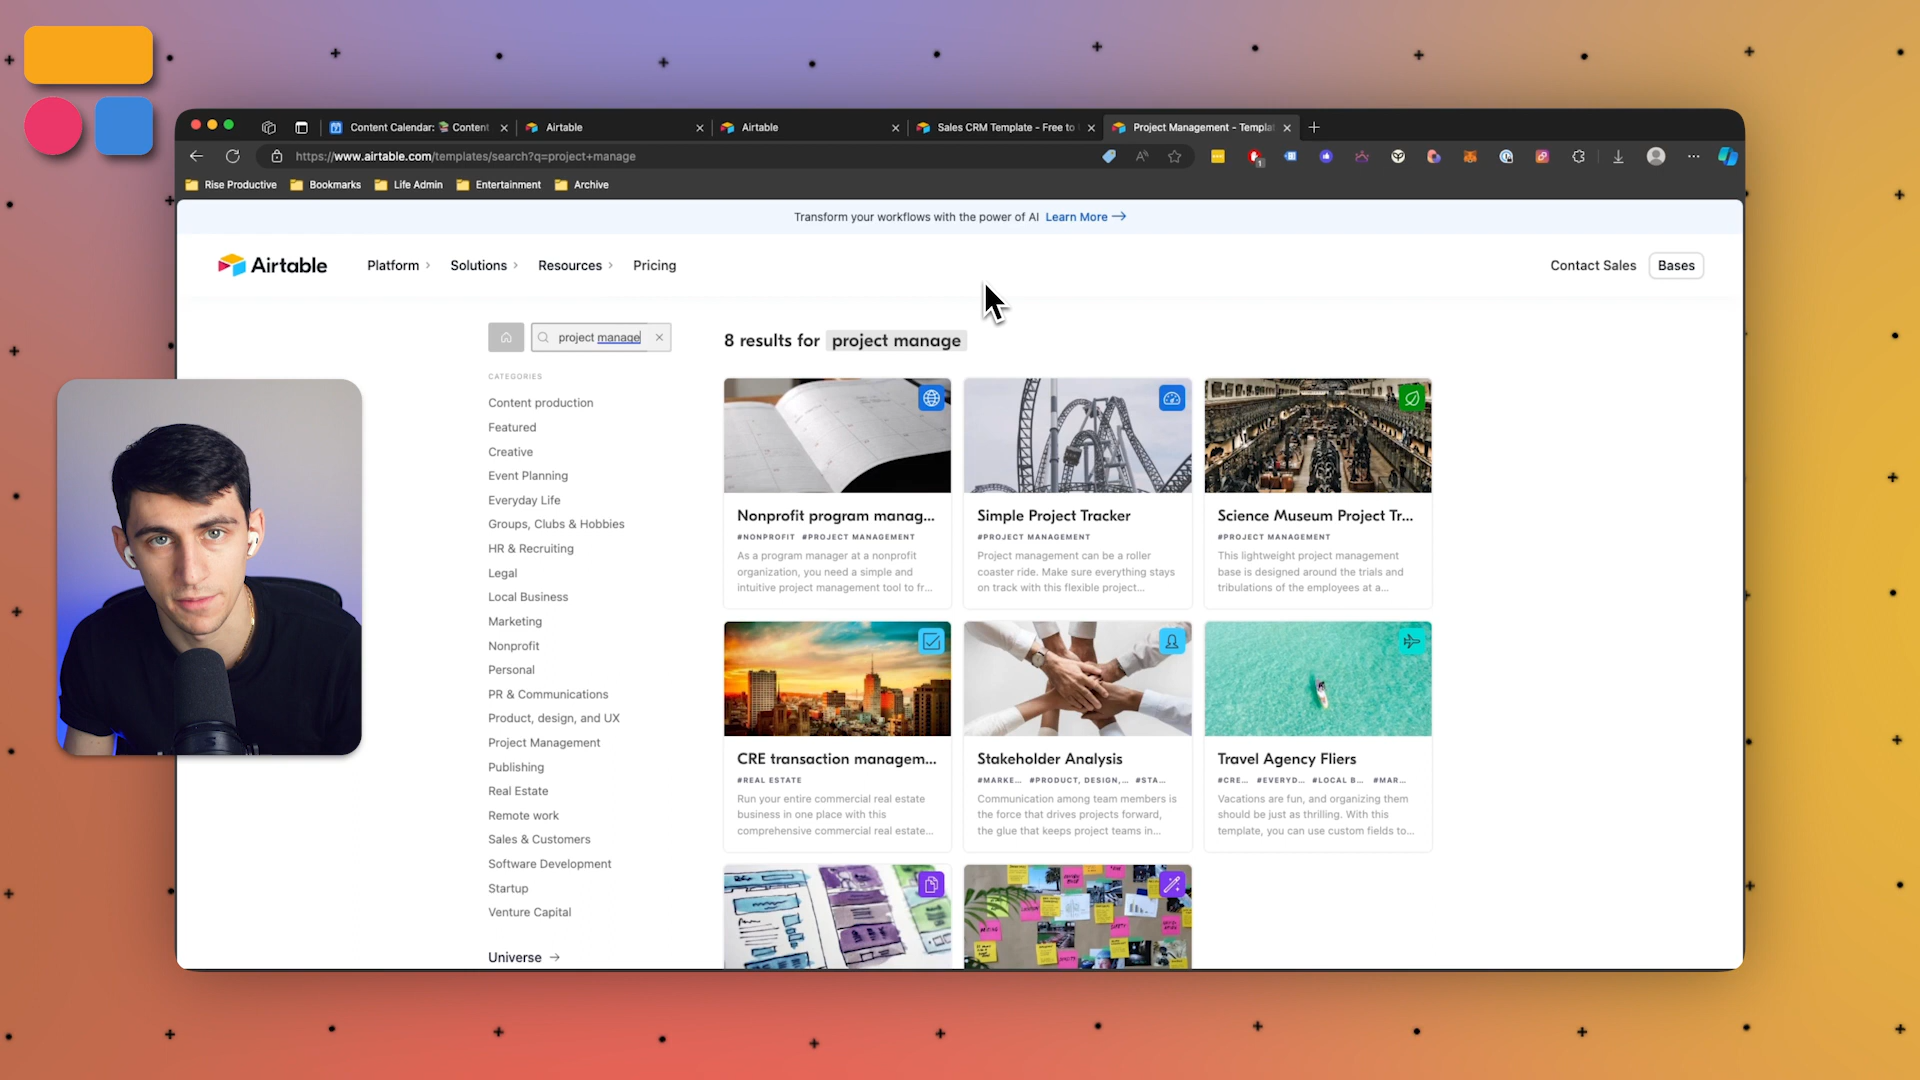 Content Calendar: 📚 Content
Airtable
Airtable
Sales CRM Template - Free to
Project Management - Templat
https://www.airtable.com/templates/search?q=project+manage
Rise Productive
Bookmarks
Life Admin
Entertainment
Archive
Transform your workflows with the power of AI Learn More →
Airtable
Platform
Solutions
Resources
Pricing
Contact Sales
Bases
project manage
8 results for project manage
CATEGORIES
Content production
Featured
Creative
Event Planning
Everyday Life
Groups, Clubs & Hobbies
HR & Recruiting
Legal
Local Business
Marketing
Nonprofit
Personal
PR & Communications
Product, design, and UX
Project Management
Publishing
Real Estate
Remote work
Sales & Customers
Software Development
Startup
Venture Capital
Universe →
Nonprofit program manag...
#NONPROFIT #PROJECT MANAGEMENT
As a program manager at a nonprofit
organization, you need a simple and
intuitive project management tool to fr...
Simple Project Tracker
#PROJECT MANAGEMENT
Project management can be a roller
coaster ride. Make sure everything stays
on track with this flexible project...
Science Museum Project Tr...
#PROJECT MANAGEMENT
This lightweight project management
base is designed around the trials and
tribulations of the employees at a...
CRE transaction managem...
#REAL ESTATE
Run your entire commercial real estate
business in one place with this
comprehensive commercial real estate...
Stakeholder Analysis
#MARKE... #PRODUCT, DESIGN,... #STA...
Communication among team members is
the force that drives projects forward,
the glue that keeps project teams in...
Travel Agency Fliers
#CRE... #EVERYD... #LOCAL B... #MAR...
Vacations are fun, and organizing them
should be just as thrilling. With this
template, you can use custom fields to...